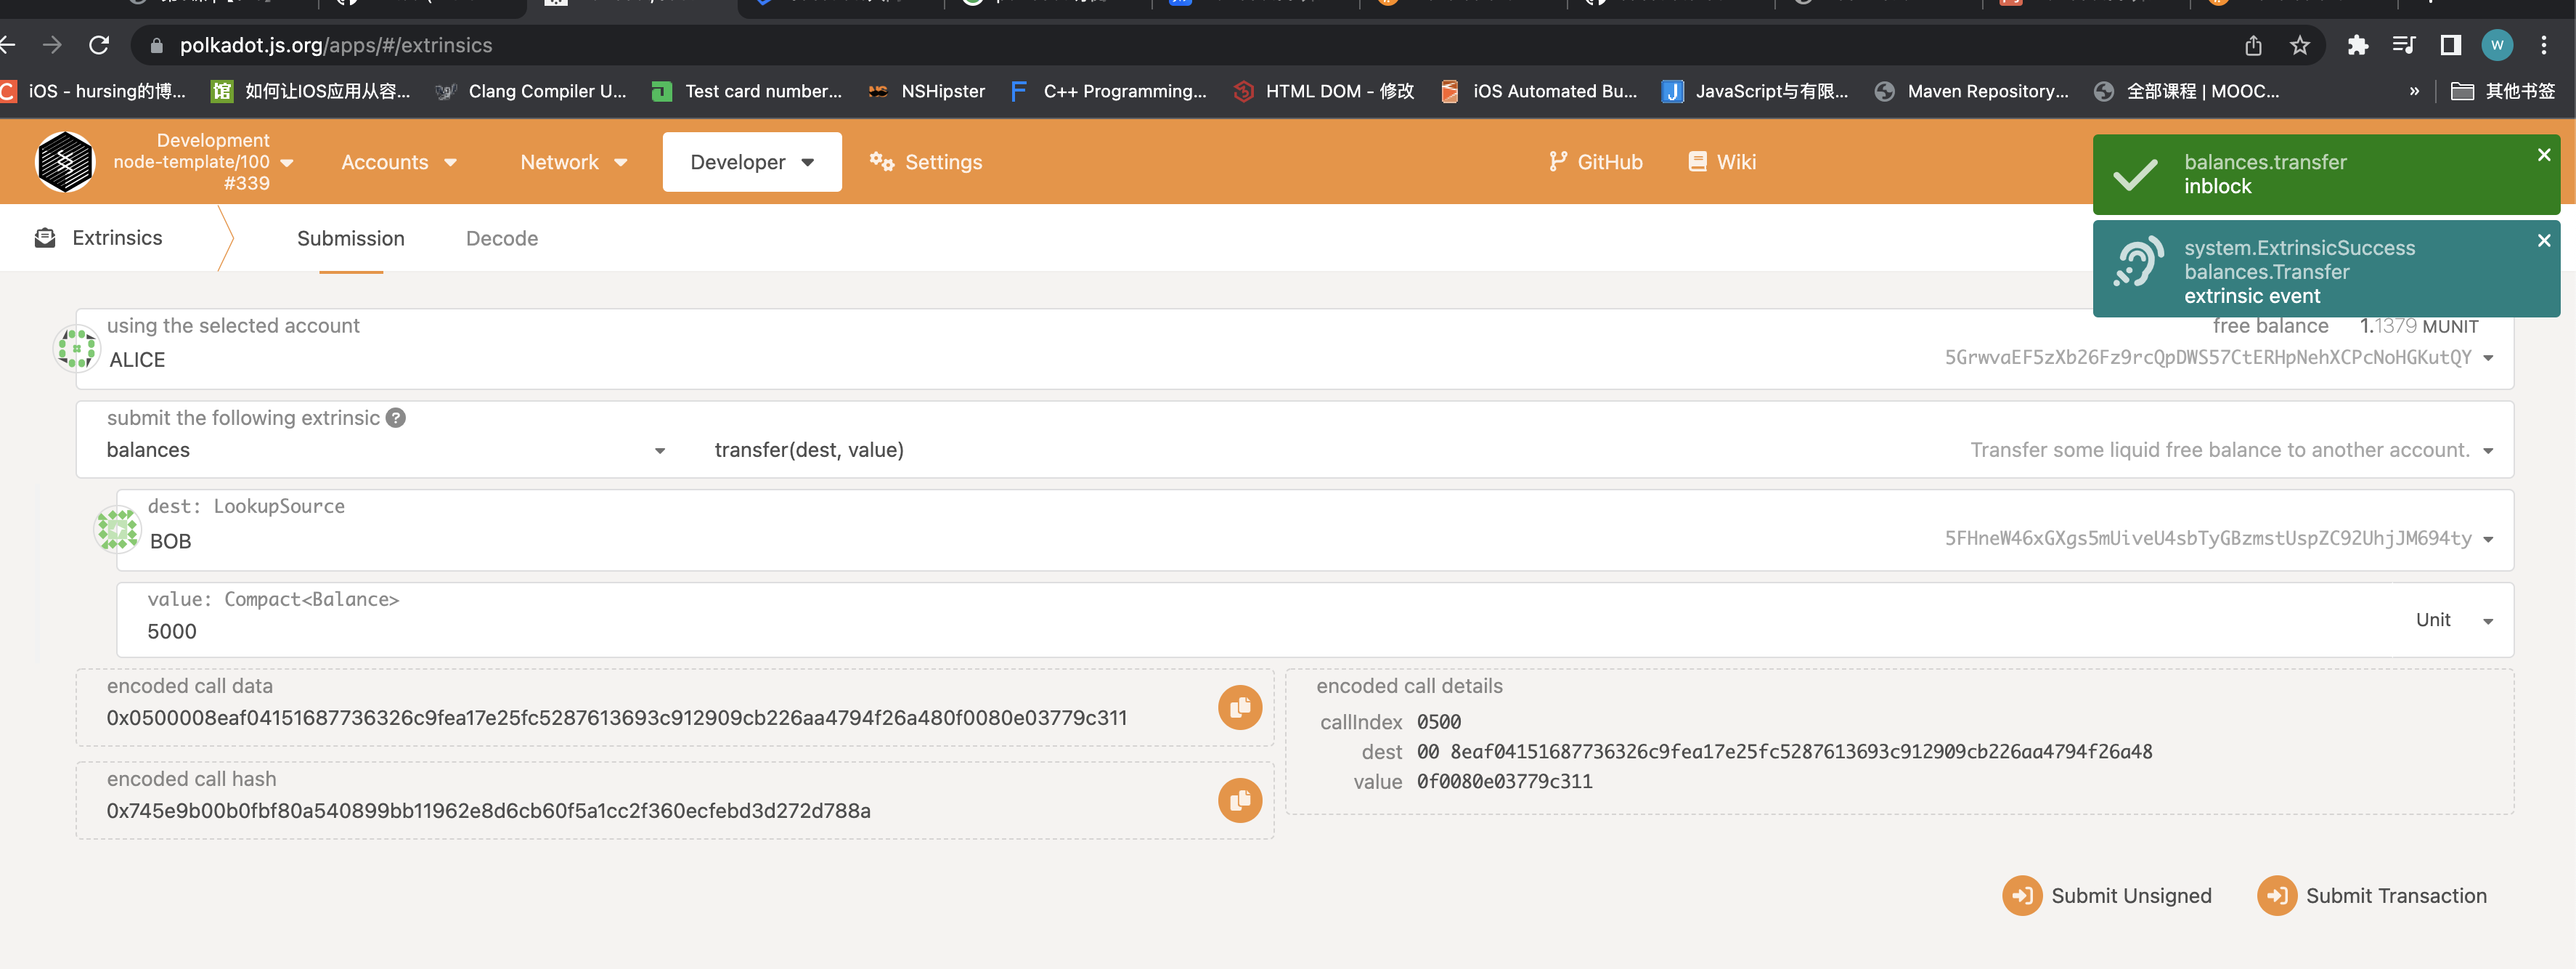 polkadot.js.org/apps/#/extrinsics
W
iOS - hursing的博... 馆 如何让IOS应用从容... Clang Compiler U... Test card number... NSHipster C++ Programming... HTML DOM - 修改 iOS Automated Bu... JavaScript与有限... Maven Repository... 全部课程 | MOOC... » 其他书签
Development
node-template/100
#339
Accounts Network Developer Settings GitHub Wiki
balances.transfer
inblock
Extrinsics Submission Decode
system.ExtrinsicSuccess
balances.Transfer
extrinsic event
using the selected account
free balance 1.1379 MUNIT
ALICE
5GrwvaEF5zXb26Fz9rcQpDWS57CtERHpNehXCPcNoHGKutQY
submit the following extrinsic ?
balances transfer(dest, value) Transfer some liquid free balance to another account.
dest: LookupSource
BOB
5FHneW46xGXgs5mUiveU4sbTyGBzmstUspZC92UhjJM694ty
value: Compact<Balance>
5000
Unit
encoded call data
0x0500008eaf04151687736326c9fea17e25fc5287613693c912909cb226aa4794f26a480f0080e03779c311
encoded call details
callIndex 0500
dest 00 8eaf04151687736326c9fea17e25fc5287613693c912909cb226aa4794f26a48
value 0f0080e03779c311
encoded call hash
0x745e9b00b0fbf80a540899bb11962e8d6cb60f5a1cc2f360ecfebd3d272d788a
Submit Unsigned Submit Transaction